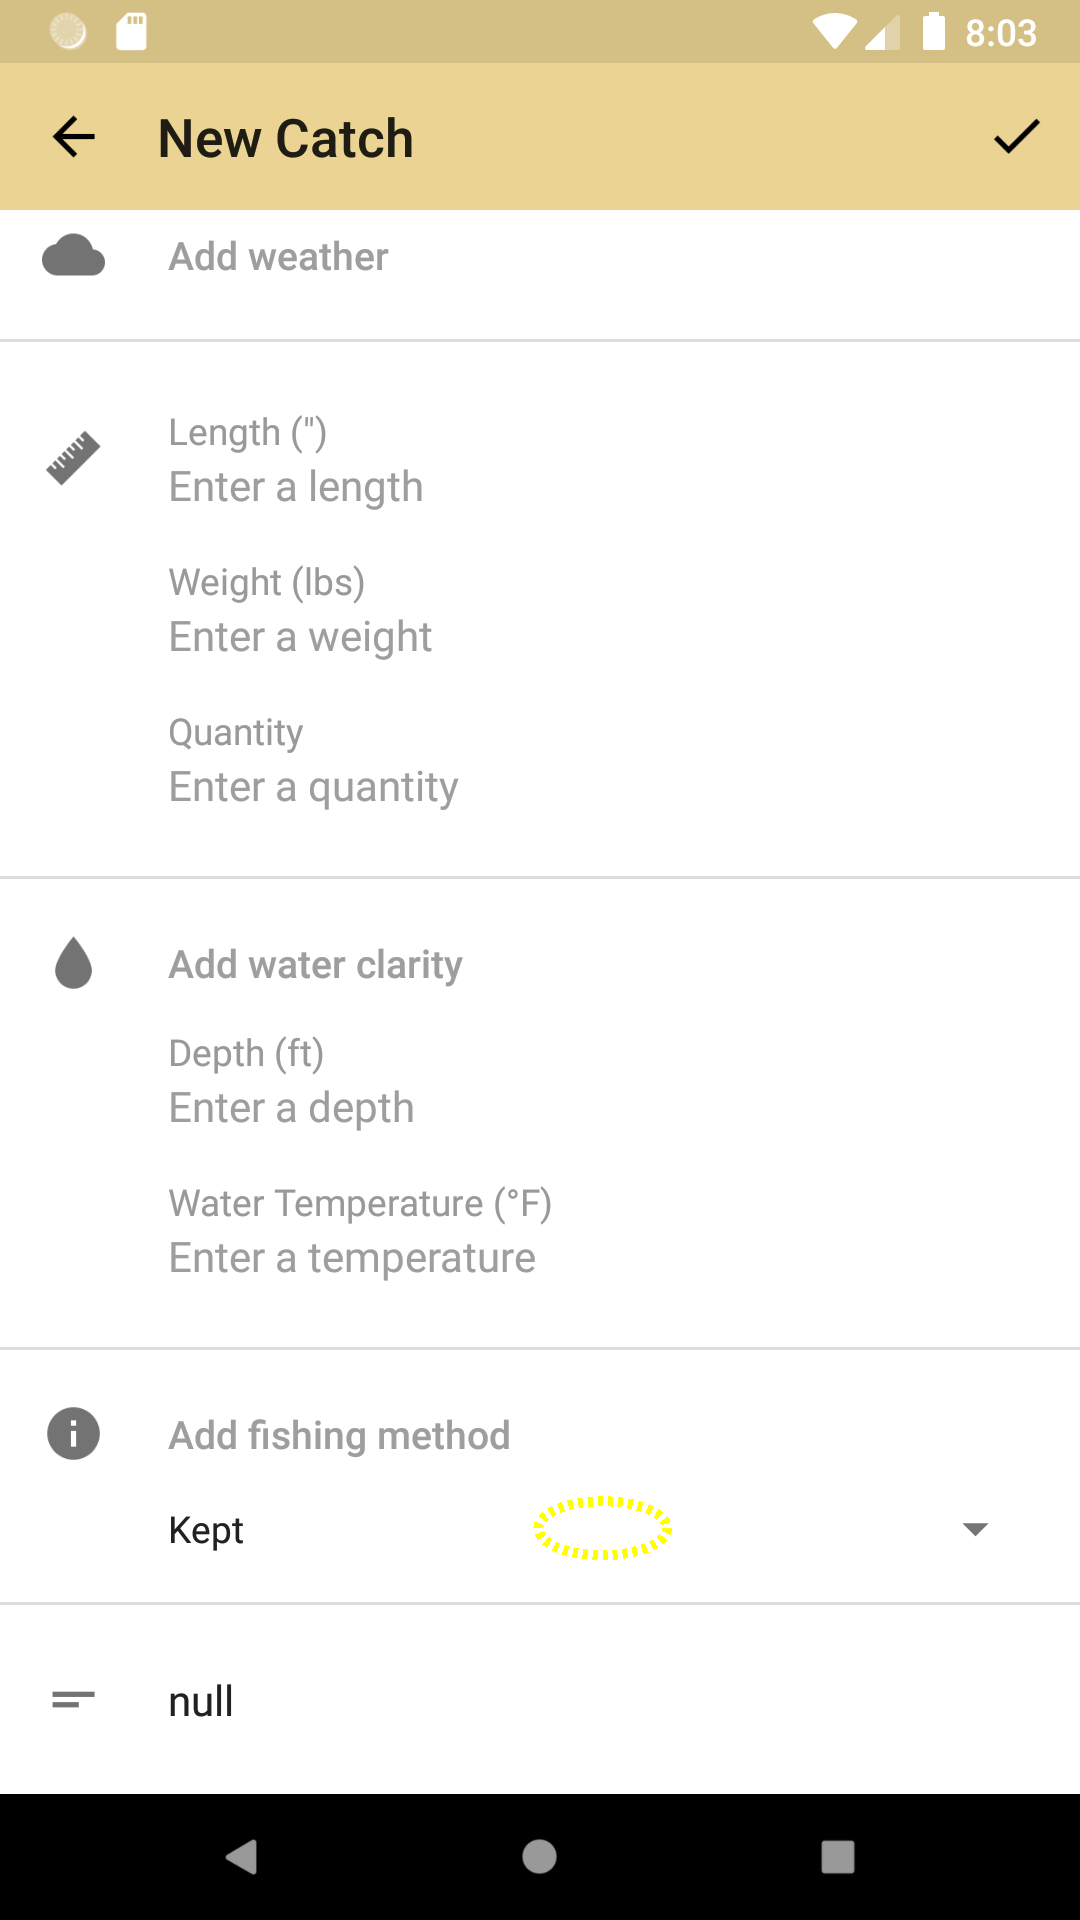 8:03
New Catch
Add weather
Length (")
Enter a length
Weight (lbs)
Enter a weight
Quantity
Enter a quantity
Add water clarity
Depth (ft)
Enter a depth
Water Temperature (°F)
Enter a temperature
Add fishing method
Kept
null